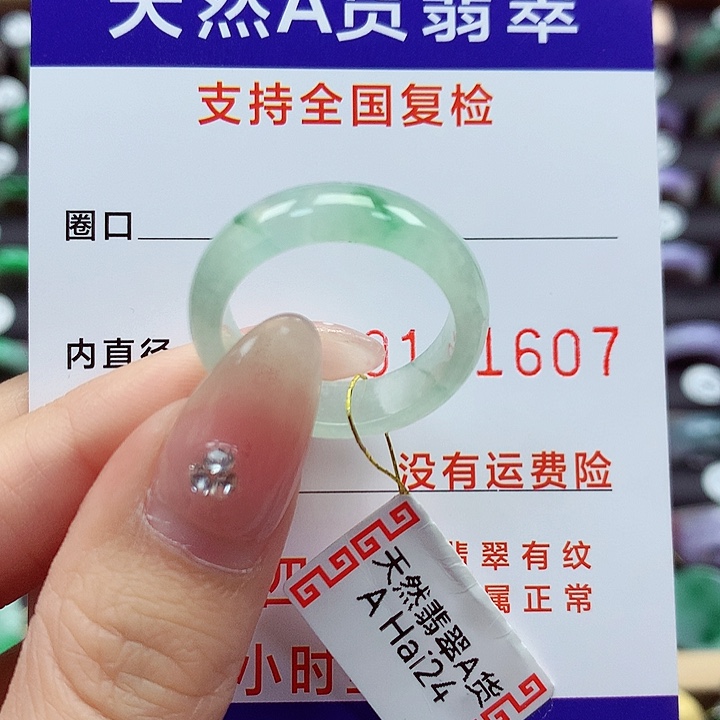 天然A货翡翠
支持全国复检
圈口
内直径
1607
没有运费险
翡翠有纹
属正常
小时
天然翡翠A货
A Hai24